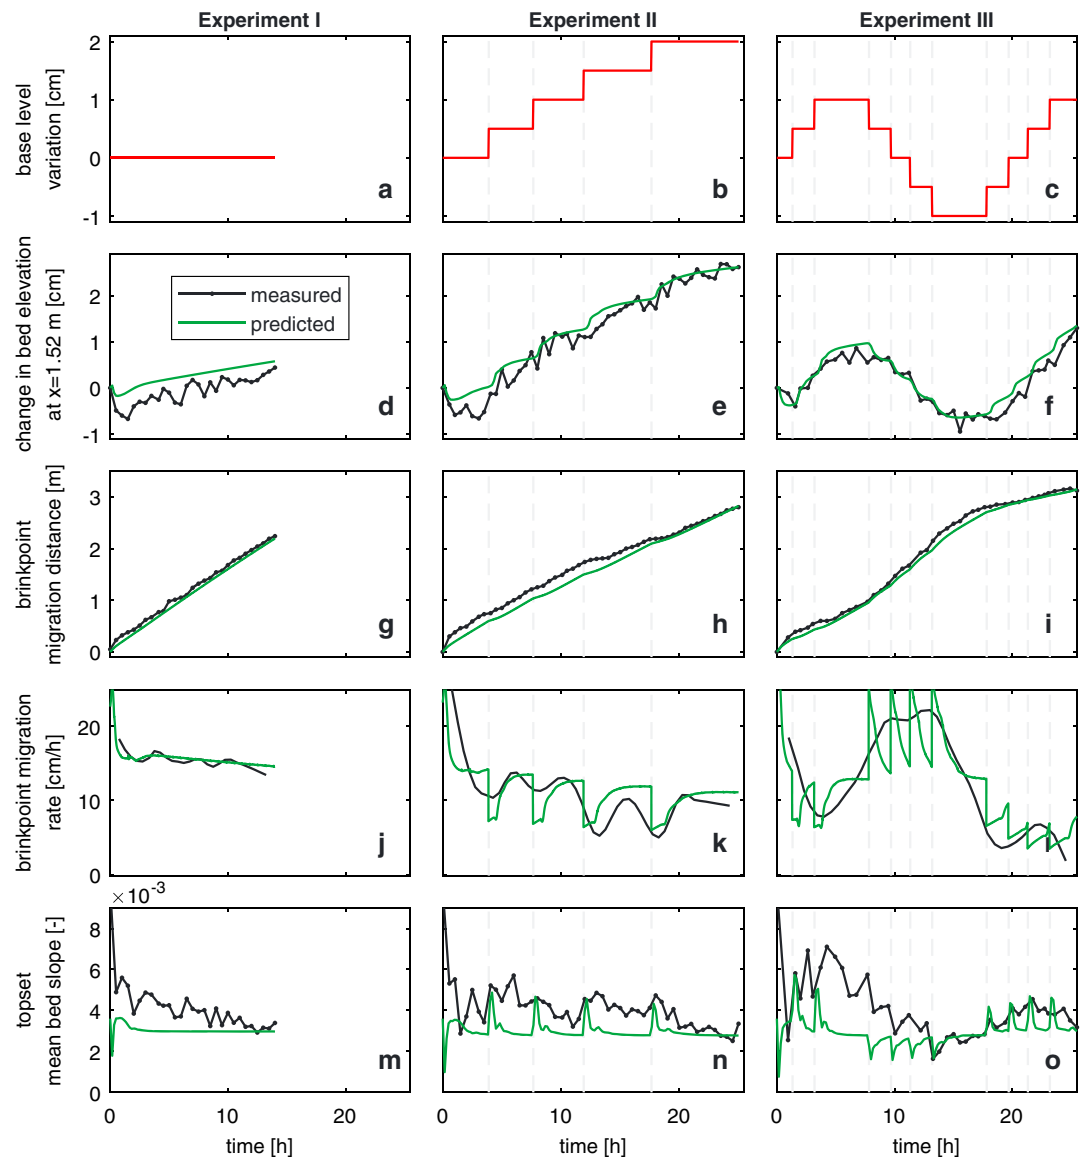 Experiment I Experiment II Experiment III
base level
variation [cm]
2
1
0
-1
a b c
change in bed elevation
at x=1.52 m [cm]
2
1
0
-1
measured
predicted
d e f
brinkpoint
migration distance [m]
3
2
1
0
g h i
brinkpoint migration
rate [cm/h]
20
10
0
j k l
×10-3
topset
mean bed slope [-]
8
6
4
2
0
m n o
0 10 20 0 10 20 0 10 20
time [h] time [h] time [h]